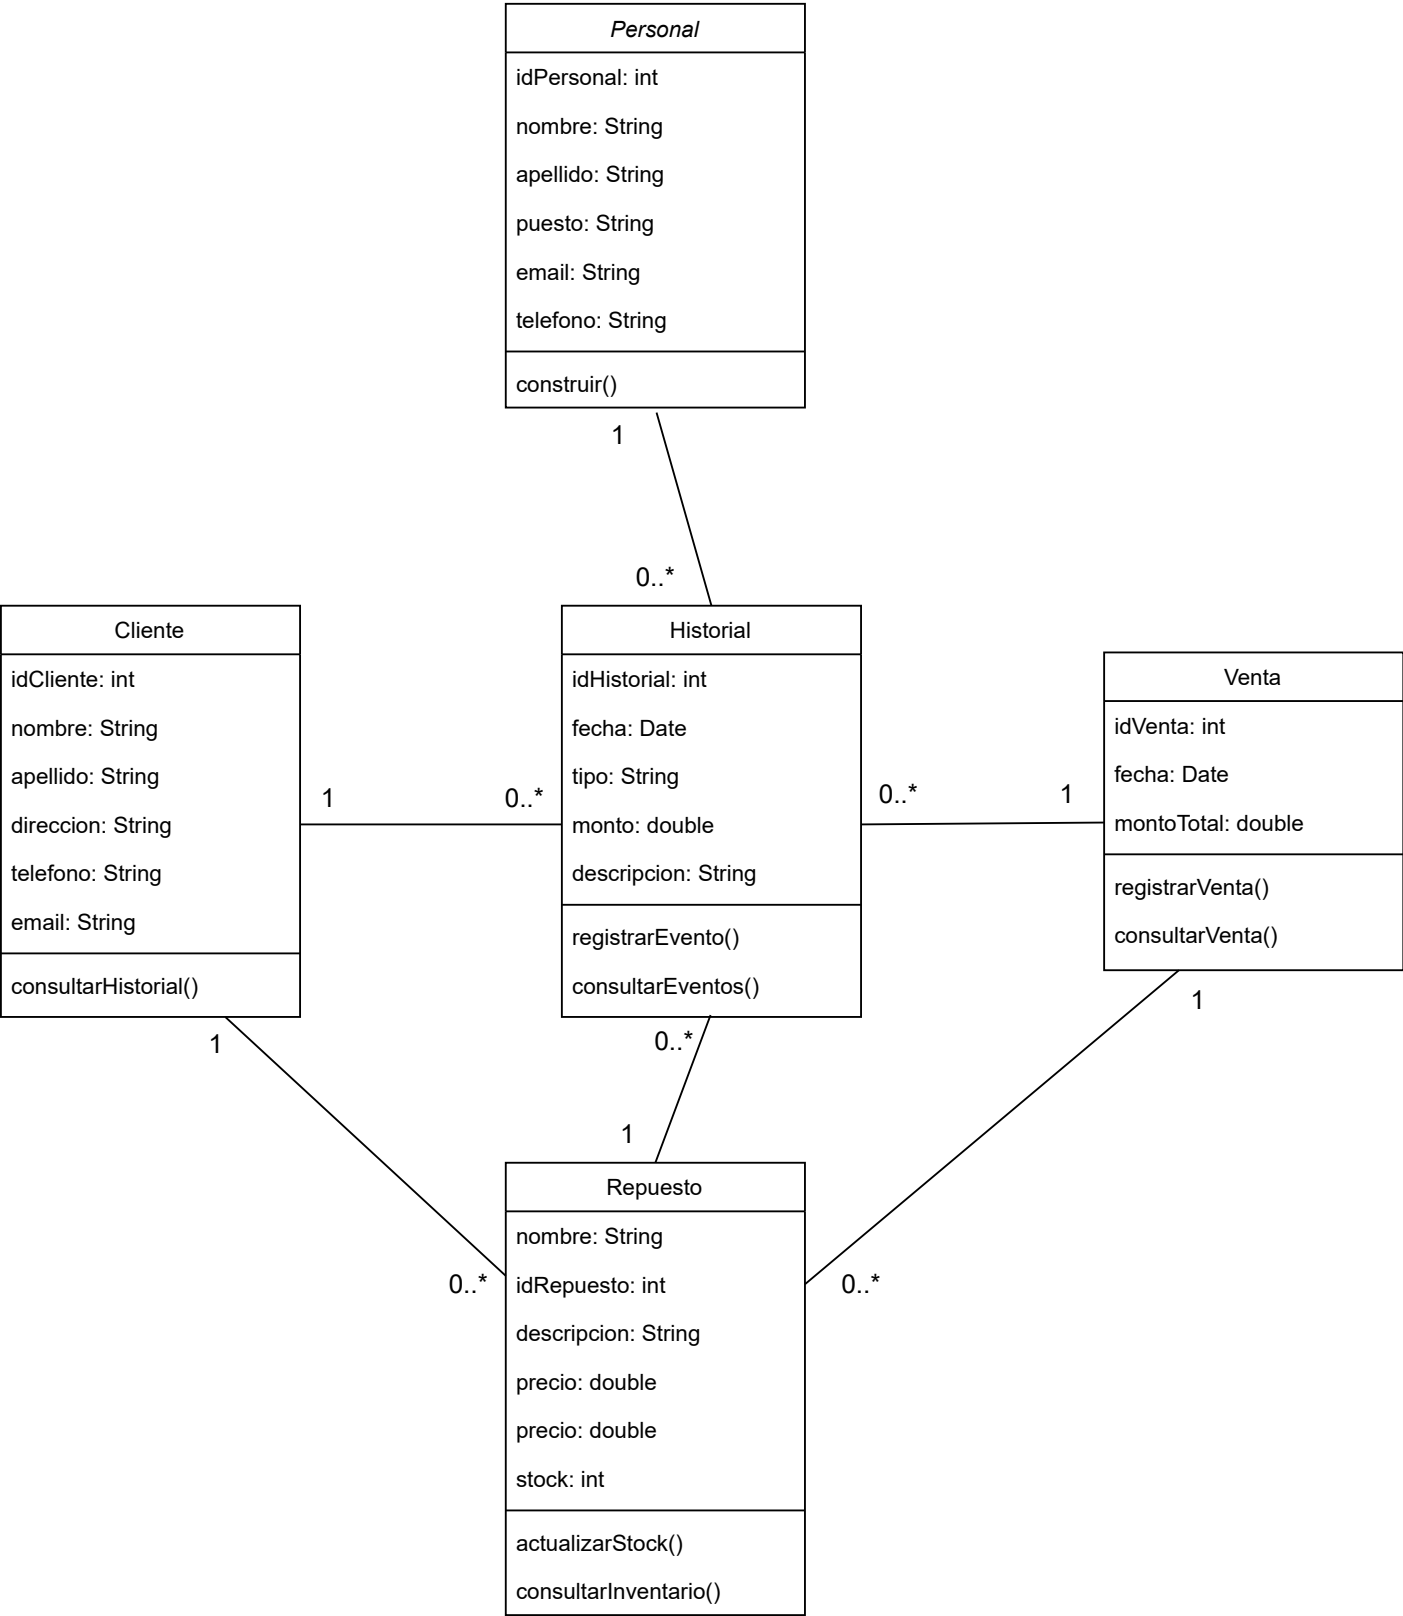 Personal
idPersonal: int
nombre: String
apellido: String
puesto: String
email: String
telefono: String
construir()
1
0..*
Cliente
idCliente: int
nombre: String
apellido: String
direccion: String
telefono: String
email: String
consultarHistorial()
1
0..*
Historial
idHistorial: int
fecha: Date
tipo: String
monto: double
descripcion: String
registrarEvento()
consultarEventos()
0..*
1
Venta
idVenta: int
fecha: Date
montoTotal: double
registrarVenta()
consultarVenta()
1
1
0..*
1
0..*
0..*
Repuesto
nombre: String
idRepuesto: int
descripcion: String
precio: double
precio: double
stock: int
actualizarStock()
consultarInventario()